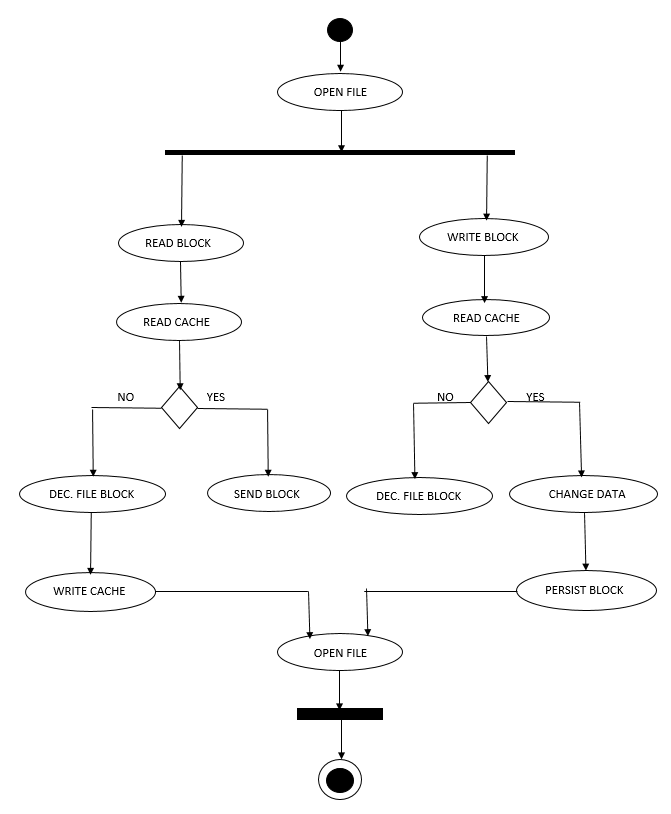 OPEN FILE
READ BLOCK
WRITE BLOCK
READ CACHE
READ CACHE
NO
YES
NO
YES
DEC. FILE BLOCK
SEND BLOCK
DEC. FILE BLOCK
CHANGE DATA
WRITE CACHE
PERSIST BLOCK
OPEN FILE